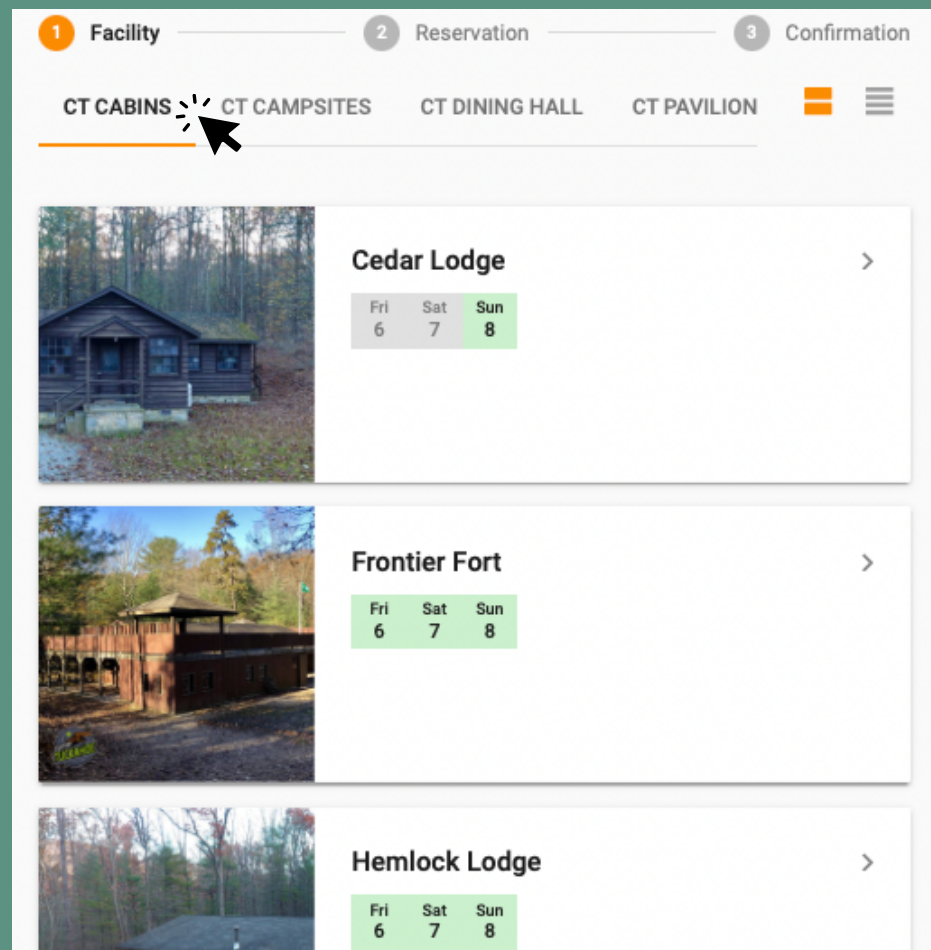 1 Facility 2 Reservation 3 Confirmation
CT CABINS CT CAMPSITES CT DINING HALL CT PAVILION
Cedar Lodge
Fri Sat Sun
6 7 8
Frontier Fort
Fri Sat Sun
6 7 8
Hemlock Lodge
Fri Sat Sun
6 7 8